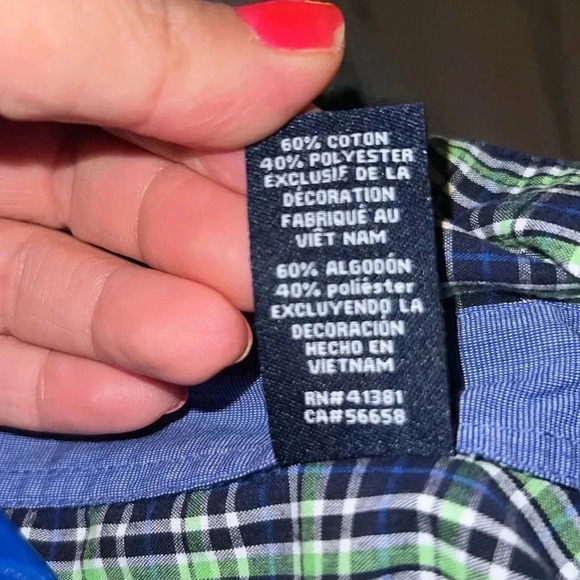 60% COTON
40% POLYESTER
EXCLUSIF DE LA
DÉCORATION
FABRIQUÉ AU
VIÊT NAM
60% ALGODÓN
40% poliéster
EXCLUYENDO LA
DECORACIÓN
HECHO EN
VIETNAM
RN#41381
CA#56658